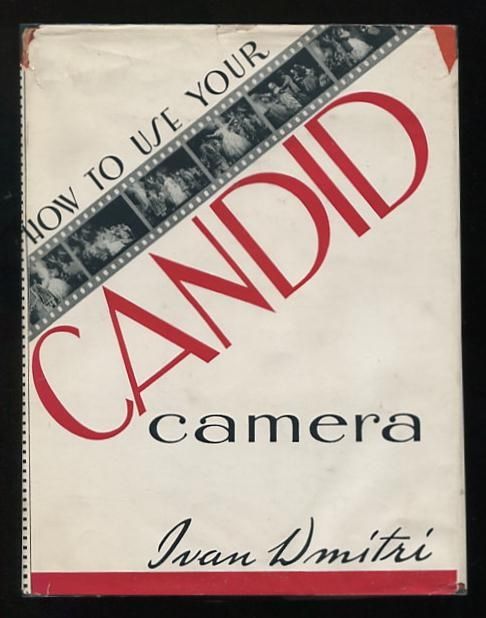 HOW TO USE YOUR
CANDID
camera
Ivan Dmitri